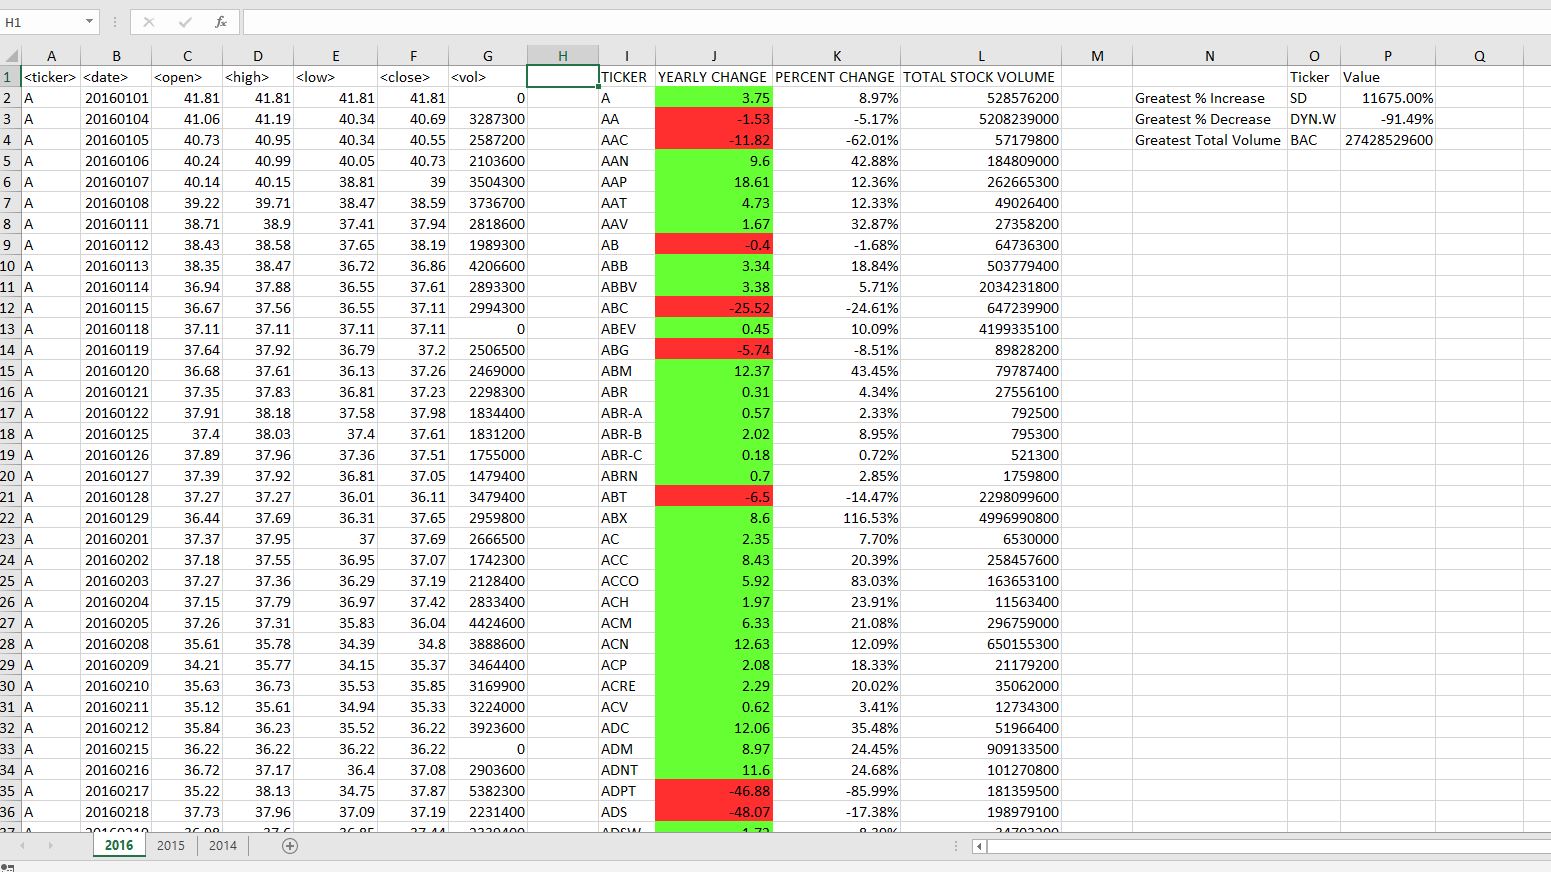 H1 fx
A B C D E F G H I J K L M N O P Q
1 <ticker> <date> <open> <high> <low> <close> <vol> TICKER YEARLY CHANGE PERCENT CHANGE TOTAL STOCK VOLUME Ticker Value
2 A 20160101 41.81 41.81 41.81 41.81 0 A 3.75 8.97% 528576200 Greatest % Increase SD 11675.00%
3 A 20160104 41.06 41.19 40.34 40.69 3287300 AA -1.53 -5.17% 5208239000 Greatest % Decrease DYN.W -91.49%
4 A 20160105 40.73 40.95 40.34 40.55 2587200 AAC -11.82 -62.01% 57179800 Greatest Total Volume BAC 27428529600
5 A 20160106 40.24 40.99 40.05 40.73 2103600 AAN 9.6 42.88% 184809000
6 A 20160107 40.14 40.15 38.81 39 3504300 AAP 18.61 12.36% 262665300
7 A 20160108 39.22 39.71 38.47 38.59 3736700 AAT 4.73 12.33% 49026400
8 A 20160111 38.71 38.9 37.41 37.94 2818600 AAV 1.67 32.87% 27358200
9 A 20160112 38.43 38.58 37.65 38.19 1989300 AB -0.4 -1.68% 64736300
10 A 20160113 38.35 38.47 36.72 36.86 4206600 ABB 3.34 18.84% 503779400
11 A 20160114 36.94 37.88 36.55 37.61 2893300 ABBV 3.38 5.71% 2034231800
12 A 20160115 36.67 37.56 36.55 37.11 2994300 ABC -25.52 -24.61% 647239900
13 A 20160118 37.11 37.11 37.11 37.11 0 ABEV 0.45 10.09% 4199335100
14 A 20160119 37.64 37.92 36.79 37.2 2506500 ABG -5.74 -8.51% 89828200
15 A 20160120 36.68 37.61 36.13 37.26 2469000 ABM 12.37 43.45% 79787400
16 A 20160121 37.35 37.83 36.81 37.23 2298300 ABR 0.31 4.34% 27556100
17 A 20160122 37.91 38.18 37.58 37.98 1834400 ABR-A 0.57 2.33% 792500
18 A 20160125 37.4 38.03 37.4 37.61 1831200 ABR-B 2.02 8.95% 795300
19 A 20160126 37.89 37.96 37.36 37.51 1755000 ABR-C 0.18 0.72% 521300
20 A 20160127 37.39 37.92 36.81 37.05 1479400 ABRN 0.7 2.85% 1759800
21 A 20160128 37.27 37.27 36.01 36.11 3479400 ABT -6.5 -14.47% 2298099600
22 A 20160129 36.44 37.69 36.31 37.65 2959800 ABX 8.6 116.53% 4996990800
23 A 20160201 37.37 37.95 37 37.69 2666500 AC 2.35 7.70% 6530000
24 A 20160202 37.18 37.55 36.95 37.07 1742300 ACC 8.43 20.39% 258457600
25 A 20160203 37.27 37.36 36.29 37.19 2128400 ACCO 5.92 83.03% 163653100
26 A 20160204 37.15 37.79 36.97 37.42 2833400 ACH 1.97 23.91% 11563400
27 A 20160205 37.26 37.31 35.83 36.04 4424600 ACM 6.33 21.08% 296759000
28 A 20160208 35.61 35.78 34.39 34.8 3888600 ACN 12.63 12.09% 650155300
29 A 20160209 34.21 35.77 34.15 35.37 3464400 ACP 2.08 18.33% 21179200
30 A 20160210 35.63 36.73 35.53 35.85 3169900 ACRE 2.29 20.02% 35062000
31 A 20160211 35.12 35.61 34.94 35.33 3224000 ACV 0.62 3.41% 12734300
32 A 20160212 35.84 36.23 35.52 36.22 3923600 ADC 12.06 35.48% 51966400
33 A 20160215 36.22 36.22 36.22 36.22 0 ADM 8.97 24.45% 909133500
34 A 20160216 36.72 37.17 36.4 37.08 2903600 ADNT 11.6 24.68% 101270800
35 A 20160217 35.22 38.13 34.75 37.87 5382300 ADPT -46.88 -85.99% 181359500
36 A 20160218 37.73 37.96 37.09 37.19 2231400 ADS -48.07 -17.38% 198979100
2016 2015 2014